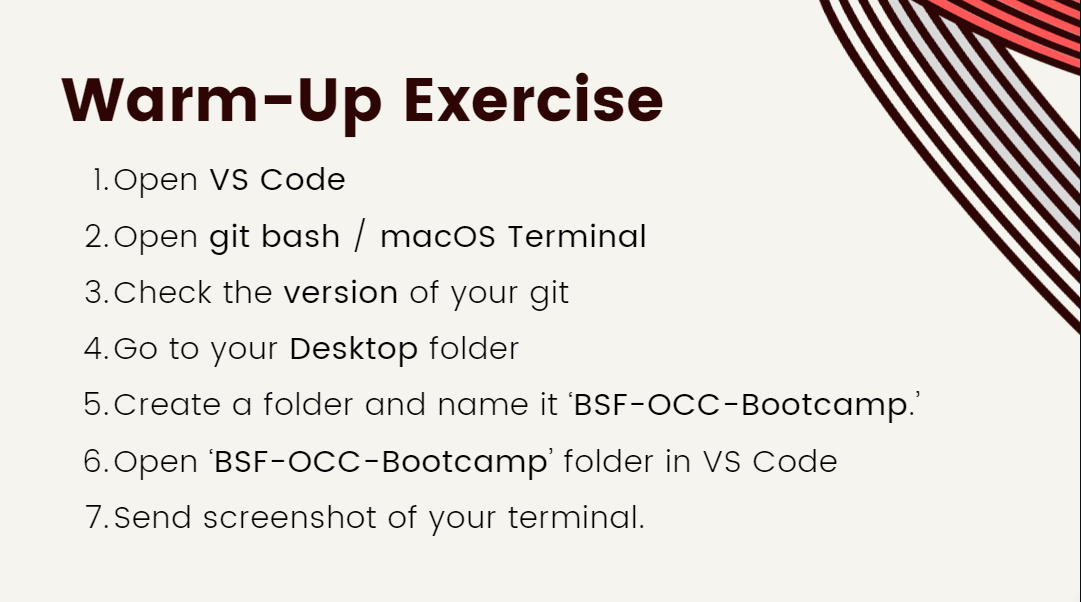 Warm-Up Exercise
1. Open VS Code
2. Open git bash / macOS Terminal
3. Check the version of your git
4. Go to your Desktop folder
5. Create a folder and name it ‘BSF-OCC-Bootcamp.’
6. Open ‘BSF-OCC-Bootcamp’ folder in VS Code
7. Send screenshot of your terminal.